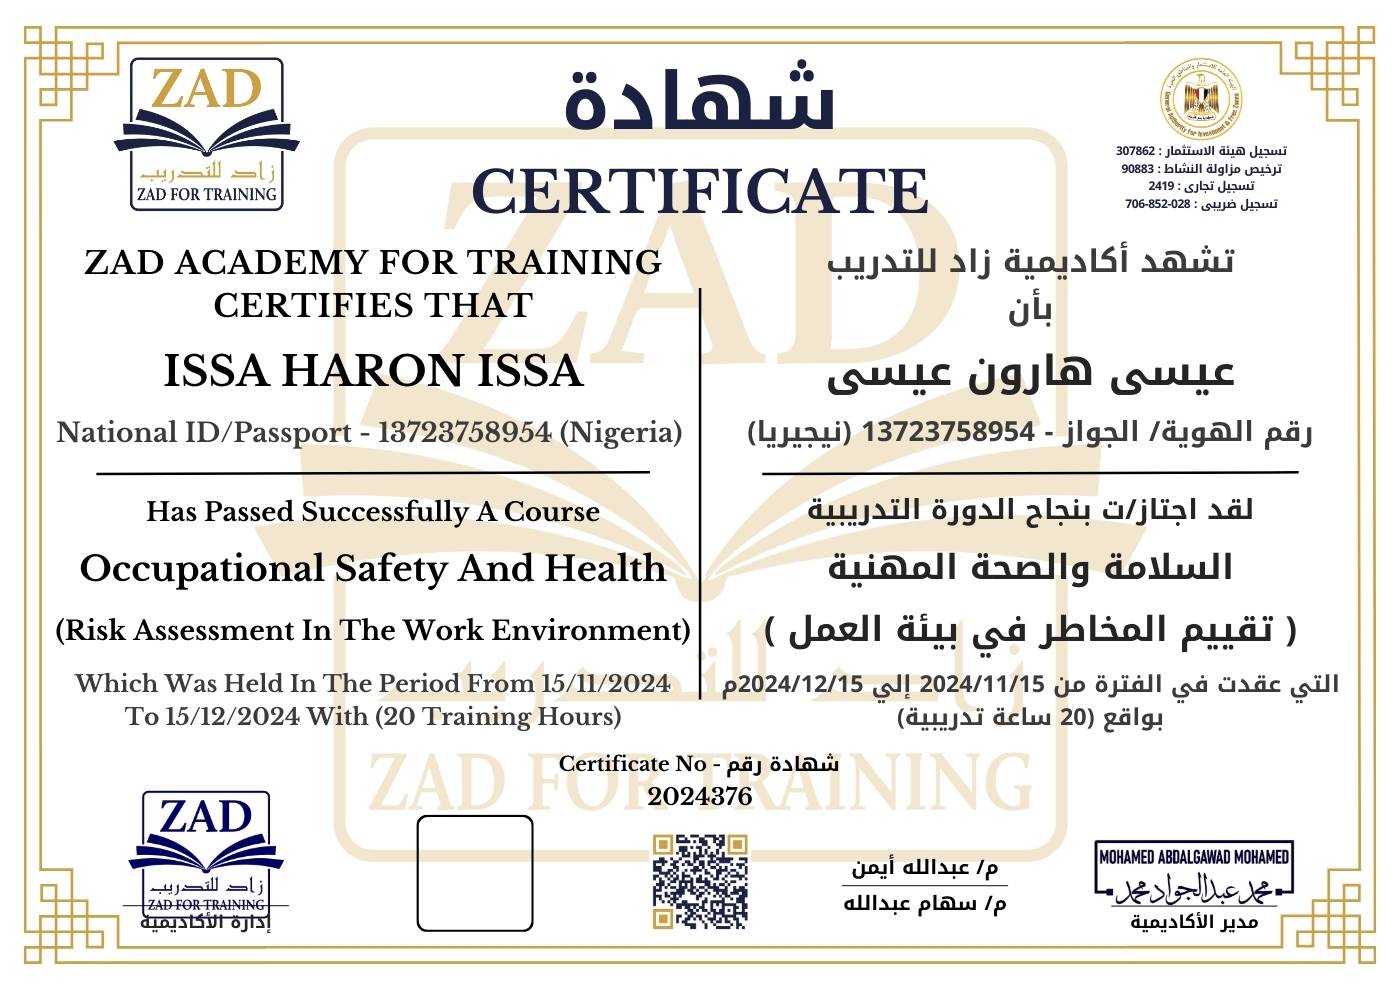 ZAD
زاد للتدريب
ZAD FOR TRAINING
شهادة
CERTIFICATE
تسجيل هيئة الاستثمار : 307862
ترخيص مزاولة النشاط : 90883
تسجيل تجارى : 2419
تسجيل ضريبى : 028-852-706
ZAD ACADEMY FOR TRAINING
CERTIFIES THAT
ISSA HARON ISSA
National ID/Passport - 13723758954 (Nigeria)
Has Passed Successfully A Course
Occupational Safety And Health
(Risk Assessment In The Work Environment)
Which Was Held In The Period From 15/11/2024
To 15/12/2024 With (20 Training Hours)
تشهد أكاديمية زاد للتدريب
بأن
عيسى هارون عيسى
رقم الهوية/ الجواز - 13723758954 (نيجيريا)
لقد اجتاز/ت بنجاح الدورة التدريبية
السلامة والصحة المهنية
( تقييم المخاطر في بيئة العمل )
التي عقدت في الفترة من 2024/11/15 إلي 2024/12/15م
بواقع (20 ساعة تدريبية)
ZAD
زاد للتدريب
ZAD FOR TRAINING
Certificate No - شهادة رقم
2024376
ZAD
زاد للتدريب
ZAD FOR TRAINING
إدارة الأكاديمية
م/ عبدالله أيمن
م/ سهام عبدالله
MOHAMED ABDALGAWAD MOHAMED
محمد عبدالجواد محمد
مدير الأكاديمية